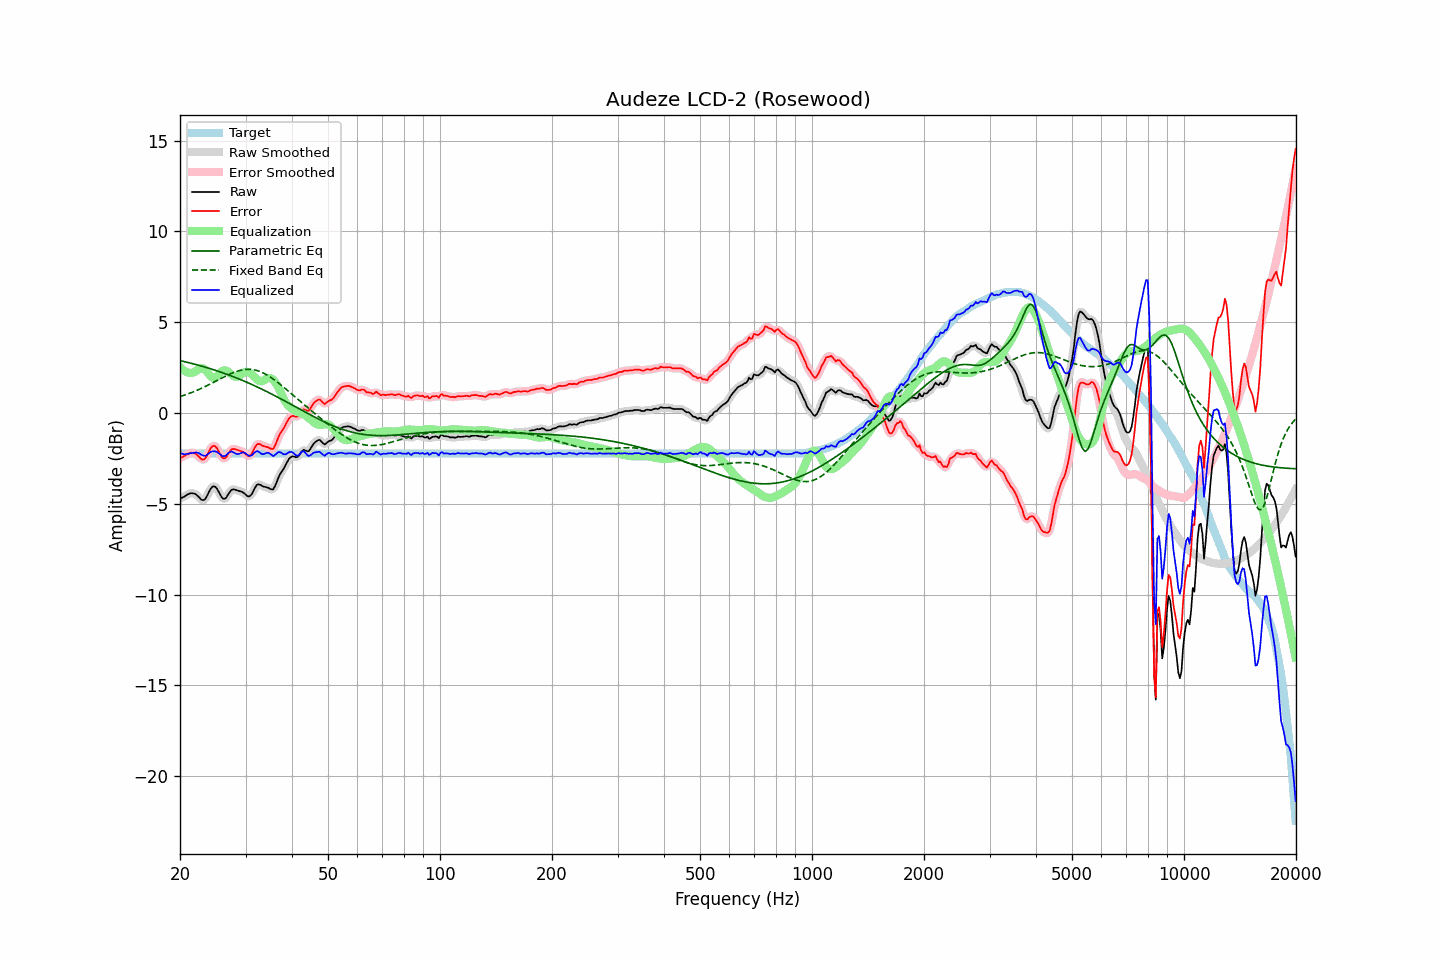 Audeze LCD-2 (Rosewood)
Target
Raw Smoothed
Error Smoothed
Raw
Error
Equalization
Parametric Eq
Fixed Band Eq
Equalized
15
10
5
0
−5
−10
−15
−20
Amplitude (dBr)
20 50 100 200 500 1000 2000 5000 10000 20000
Frequency (Hz)